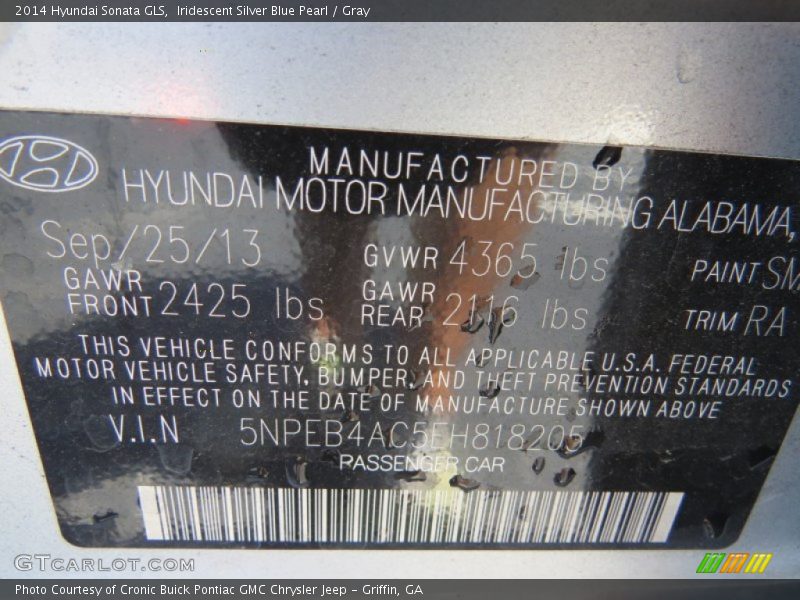 2014 Hyundai Sonata GLS, Iridescent Silver Blue Pearl / Gray
MANUFACTURED BY
HYUNDAI MOTOR MANUFACTURING ALABAMA,
Sep/25/13 GVWR 4365 lbs PAINT SM
GAWR FRONT 2425 lbs GAWR REAR 2116 lbs TRIM RA
THIS VEHICLE CONFORMS TO ALL APPLICABLE U.S.A. FEDERAL
MOTOR VEHICLE SAFETY, BUMPER, AND THEFT PREVENTION STANDARDS
IN EFFECT ON THE DATE OF MANUFACTURE SHOWN ABOVE
V.I.N 5NPEB4AC5EH818205
PASSENGER CAR
GTCarLot.com
Photo Courtesy of Cronic Buick Pontiac GMC Chrysler Jeep - Griffin, GA